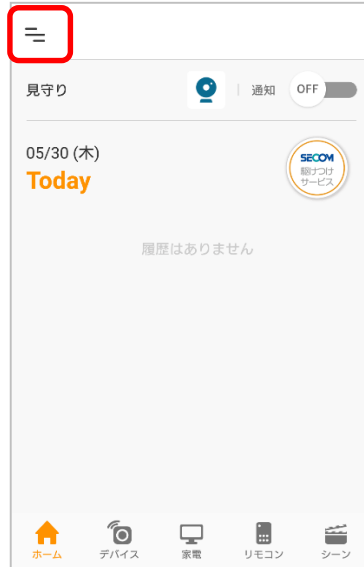 見守り
通知
OFF
05/30 (木)
Today
SECOM
駆けつけ
サービス
履歴はありません
ホーム
デバイス
家電
リモコン
シーン